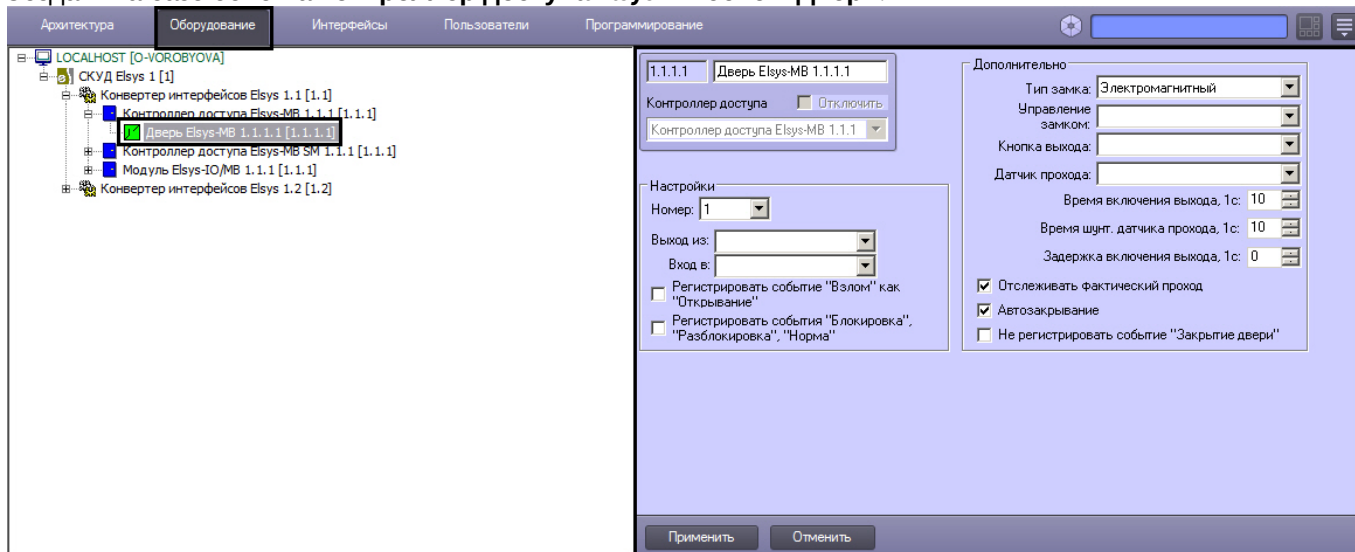 Архитектура Оборудование Интерфейсы Пользователи Программирование
LOCALHOST [O-VOROBYOVA]
СКУД Elsys 1 [1]
Конвертер интерфейсов Elsys 1.1 [1.1]
Контроллер доступа Elsys-MB 1.1.1 [1.1.1]
Дверь Elsys-MB 1.1.1.1 [1.1.1.1]
Контроллер доступа Elsys-MB SM 1.1.1 [1.1.1]
Модуль Elsys-IO/MB 1.1.1 [1.1.1]
Конвертер интерфейсов Elsys 1.2 [1.2]
1.1.1.1 Дверь Elsys-MB 1.1.1.1
Контроллер доступа Отключить
Контроллер доступа Elsys-MB 1.1.1
Настройки
Номер: 1
Выход из:
Вход в:
Регистрировать событие "Взлом" как
"Открывание"
Регистрировать события "Блокировка",
"Разблокировка", "Норма"
Дополнительно
Тип замка: Электромагнитный
Управление
замком:
Кнопка выхода:
Датчик прохода:
Время включения выхода, 1с: 10
Время шунт. датчика прохода, 1с: 10
Задержка включения выхода, 1с: 0
Отслеживать фактический проход
Автозакрывание
Не регистрировать событие "Закрытие двери"
Применить Отменить